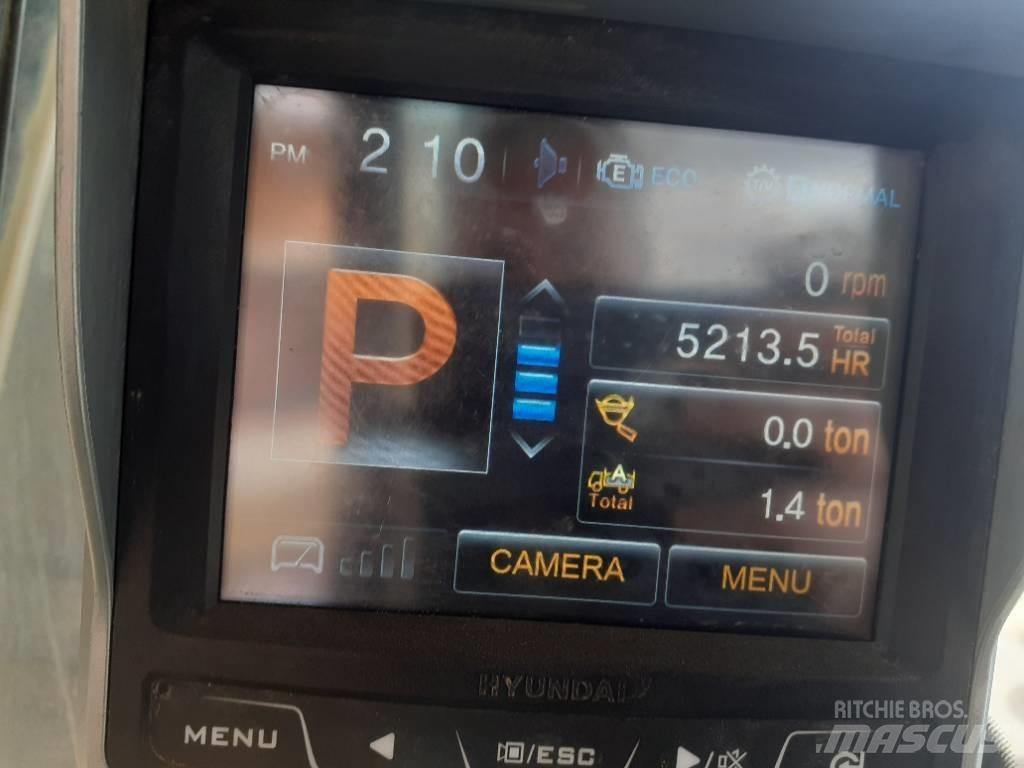 PM 2 10 E ECO T/V NORMAL
P
0 rpm
5213.5 Total HR
0.0 ton
A Total 1.4 ton
CAMERA MENU
HYUNDAI
MENU /ESC
RITCHIE BROS.
MASCUS